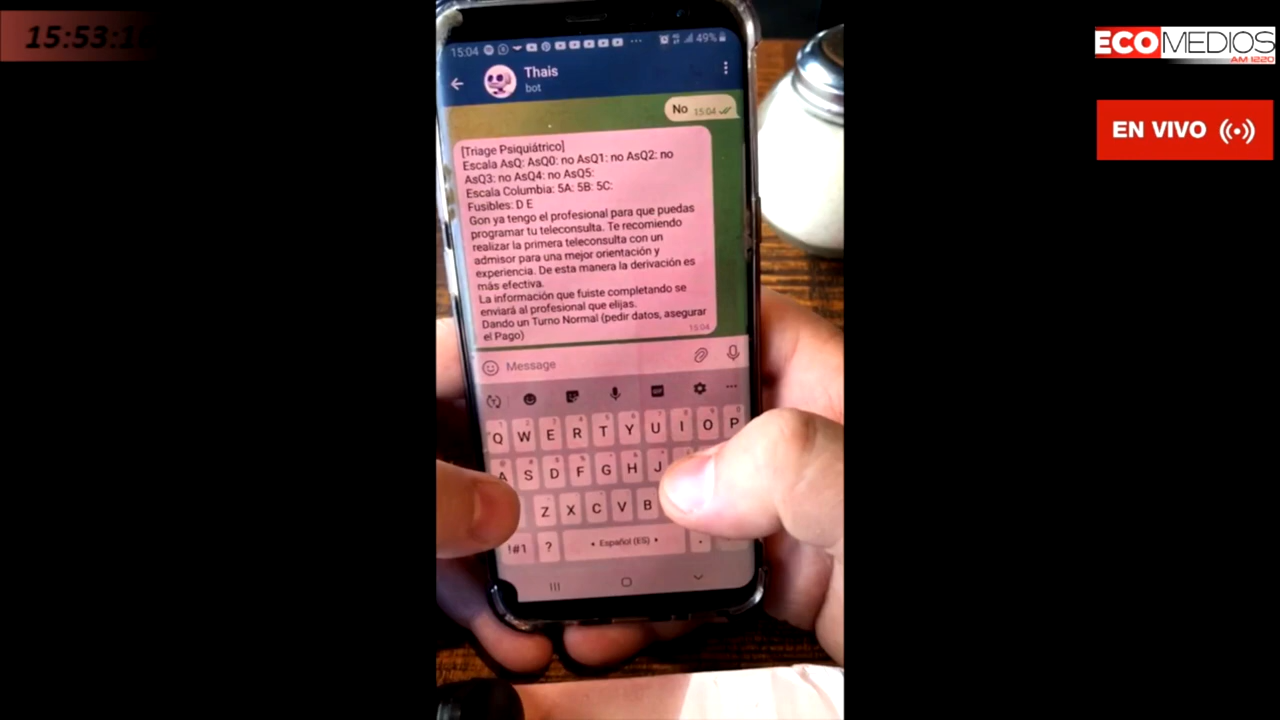 15:53:1
ECOMEDIOS
AM 1220
EN VIVO
15:04
49%
Thais
bot
No 15:04
[Triage Psiquiátrico]
Escala AsQ: AsQ0: no AsQ1: no AsQ2: no
AsQ3: no AsQ4: no AsQ5:
Escala Columbia: 5A: 5B: 5C:
Fusibles: D E
Gon ya tengo el profesional para que puedas
programar tu teleconsulta. Te recomiendo
realizar la primera teleconsulta con un
admisor para una mejor orientación y
experiencia. De esta manera la derivación es
más efectiva.
La información que fuiste completando se
enviará al profesional que elijas.
Dando un Turno Normal (pedir datos, asegurar
el Pago)
15:04
Message
GIF
Q W E R T Y U I O P
A S D F G H J
Z X C V B
!#1 ? Español (ES) .